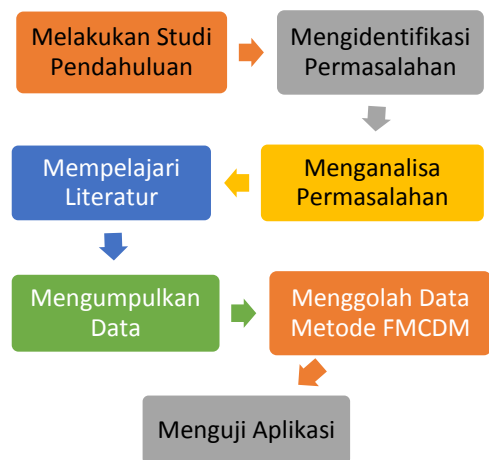 Melakukan Studi
Pendahuluan
Mengidentifikasi
Permasalahan
Menganalisa
Permasalahan
Mempelajari
Literatur
Mengumpulkan
Data
Menggolah Data
Metode FMCDM
Menguji Aplikasi